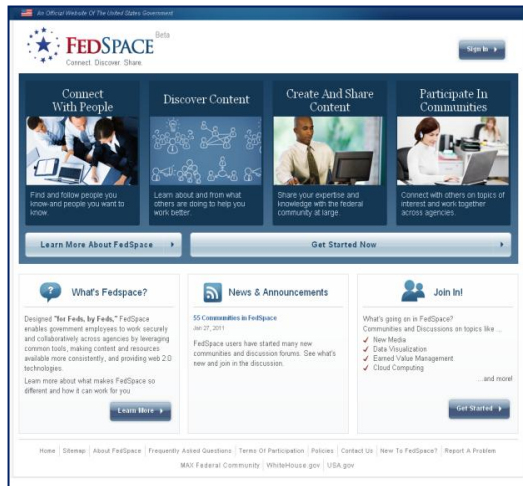 An Official Website Of The United States Government
FEDSPACE Beta
Connect. Discover. Share.
Sign In
Connect
With People
Find and follow people you
know-and people you want to
know.
Discover Content
Learn about and from what
others are doing to help you
work better.
Create And Share
Content
Share your expertise and
knowledge with the federal
community at large.
Participate In
Communities
Connect with others on topics of
interest and work together
across agencies.
Learn More About FedSpace
Get Started Now
What's Fedspace?
Designed "for Feds, by Feds," FedSpace
enables government employees to work securely
and collaboratively across agencies by leveraging
common tools, making content and resources
available more consistently, and providing web 2.0
technologies.
Learn more about what makes FedSpace so
different and how it can work for you
Learn More
News & Announcements
55 Communities in FedSpace
Jan 27, 2011
FedSpace users have started many new
communities and discussion forums. See what's
new and join in the discussion.
Join In!
What's going on in FedSpace?
Communities and Discussions on topics like ...
New Media
Data Visualization
Earned Value Management
Cloud Computing
...and more!
Get Started
Home | Sitemap | About FedSpace | Frequently Asked Questions | Terms Of Participation | Policies | Contact Us | New To FedSpace? | Report A Problem
MAX Federal Community | WhiteHouse.gov | USA.gov